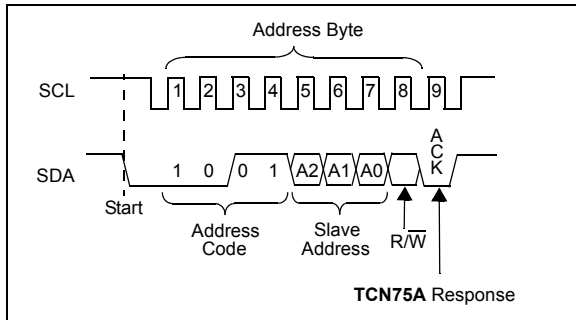 Address Byte
SCL 1 2 3 4 5 6 7 8 9
SDA 1 0 0 1 A2 A1 A0 ACK
Start
Address Code
Slave Address
R/W̅
TCN75A Response